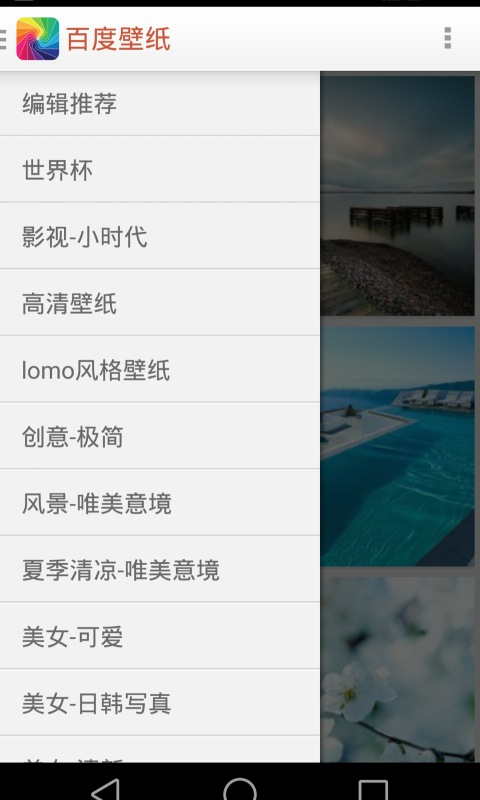 百度壁纸
编辑推荐
世界杯
影视-小时代
高清壁纸
lomo风格壁纸
创意-极简
风景-唯美意境
夏季清凉-唯美意境
美女-可爱
美女-日韩写真